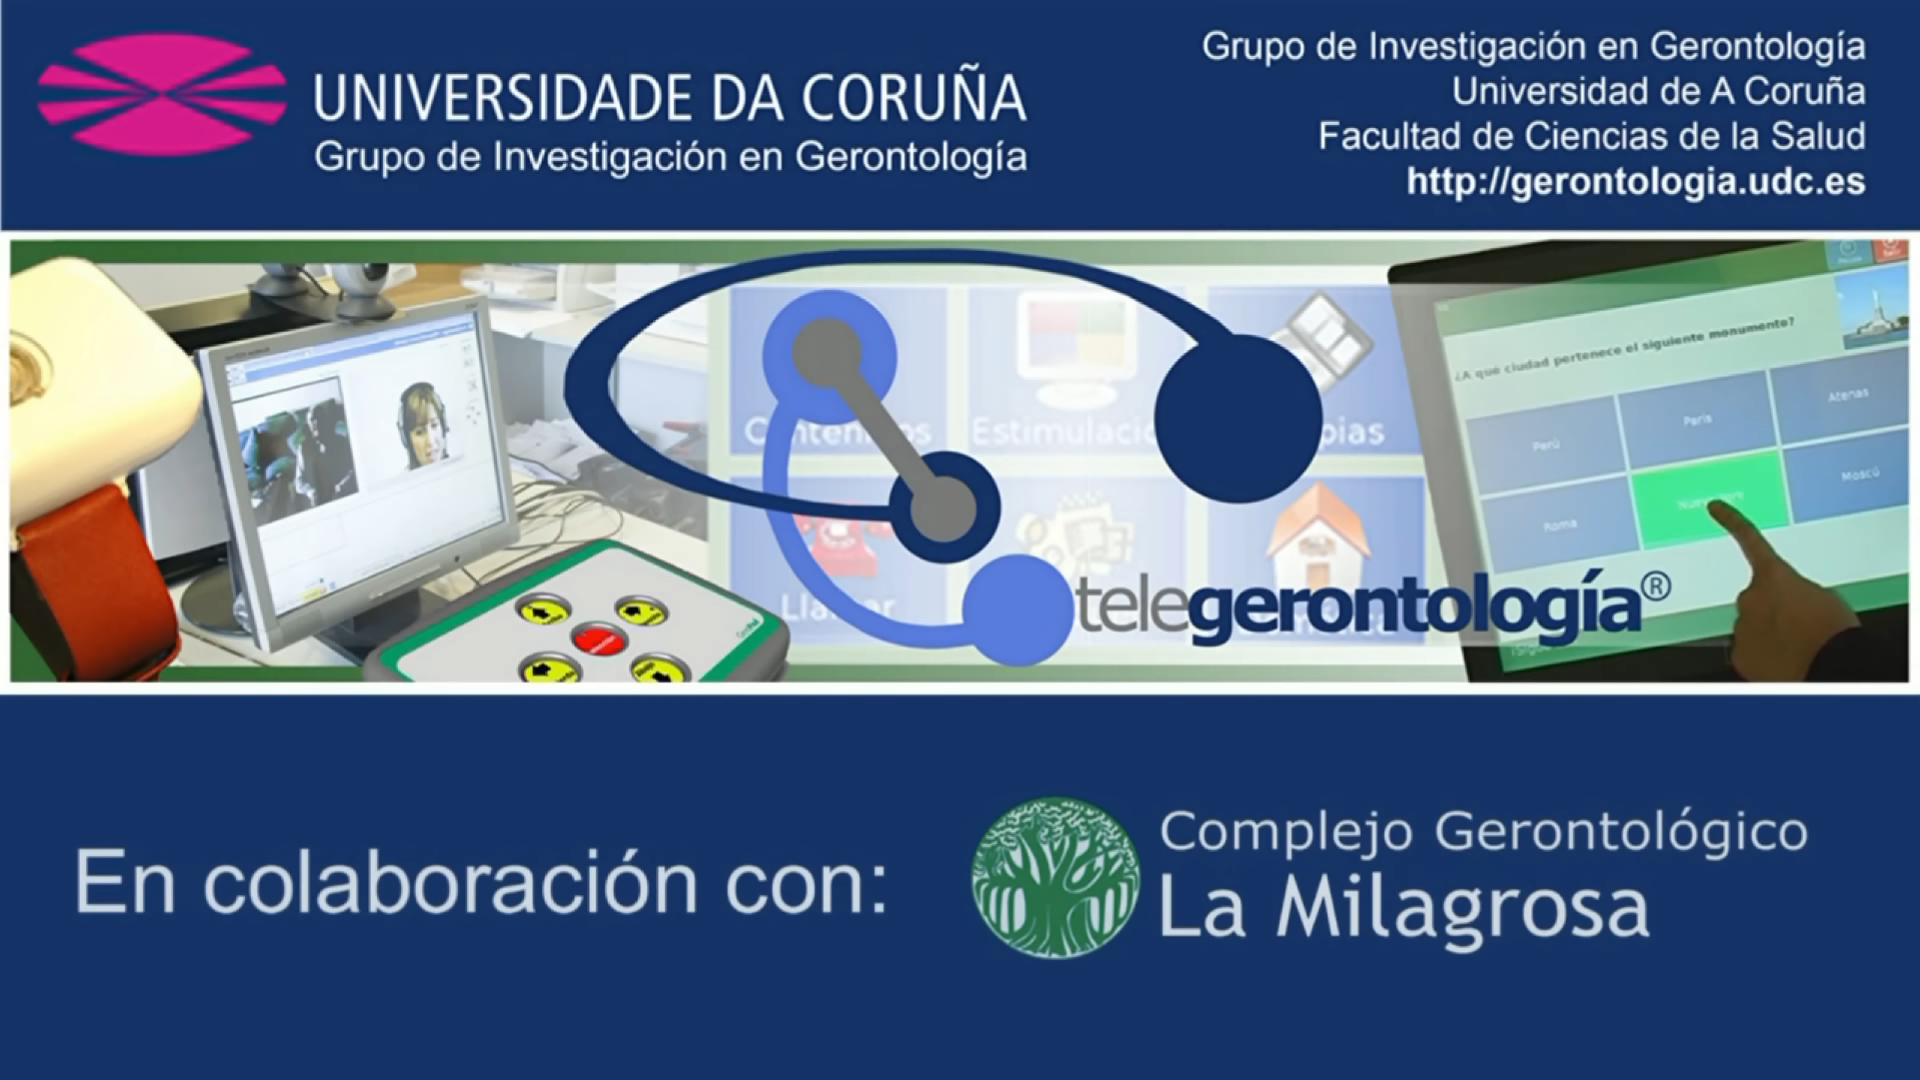 UNIVERSIDADE DA CORUÑA
Grupo de Investigación en Gerontología
Grupo de Investigación en Gerontología
Universidad de A Coruña
Facultad de Ciencias de la Salud
http://gerontologia.udc.es
¿A qué ciudad pertenece el siguiente monumento?
Perú
París
Atenas
Roma
Moscú
telegerontología®
En colaboración con:
Complejo Gerontológico
La Milagrosa